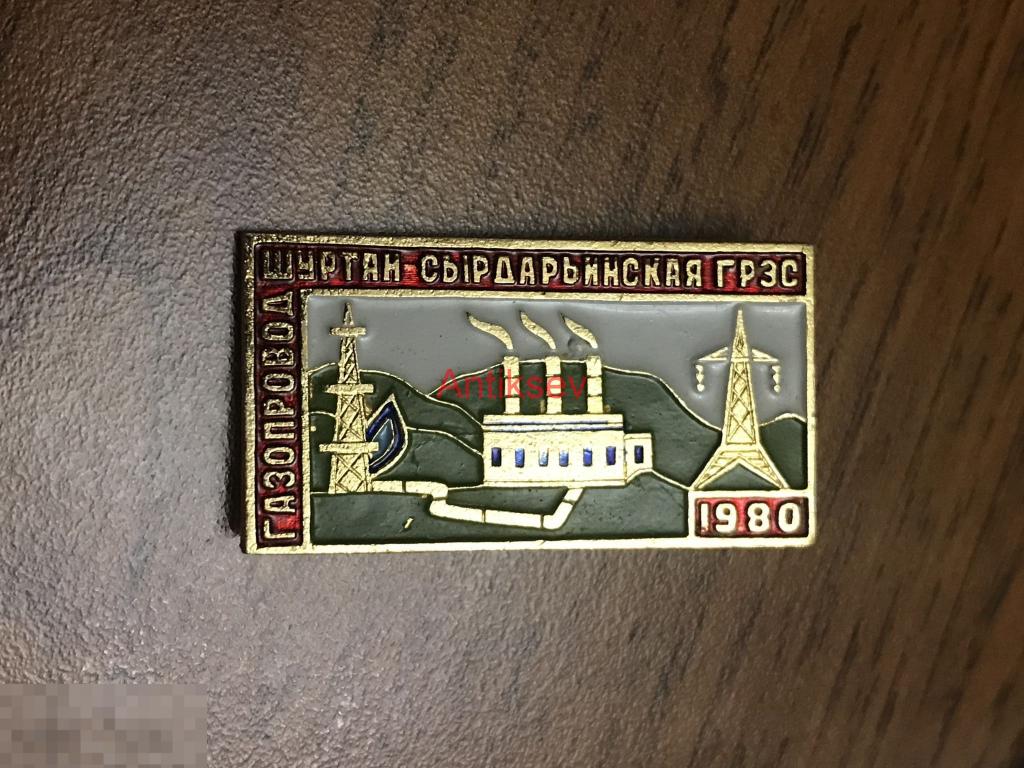 ГАЗОПРОВОД
ШУРТАН СЫРДАРЬИНСКАЯ ГРЭС
Antiksev
1980